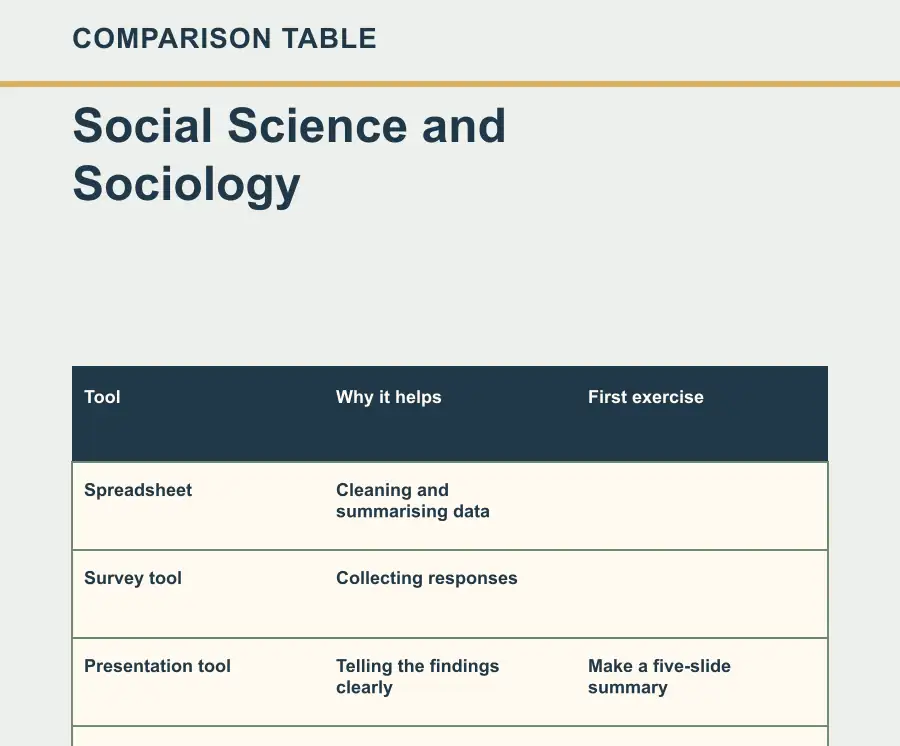 COMPARISON TABLE
Social Science and
Sociology
Tool Why it helps First exercise
Spreadsheet Cleaning and
summarising data
Survey tool Collecting responses
Presentation tool Telling the findings Make a five-slide
clearly summary